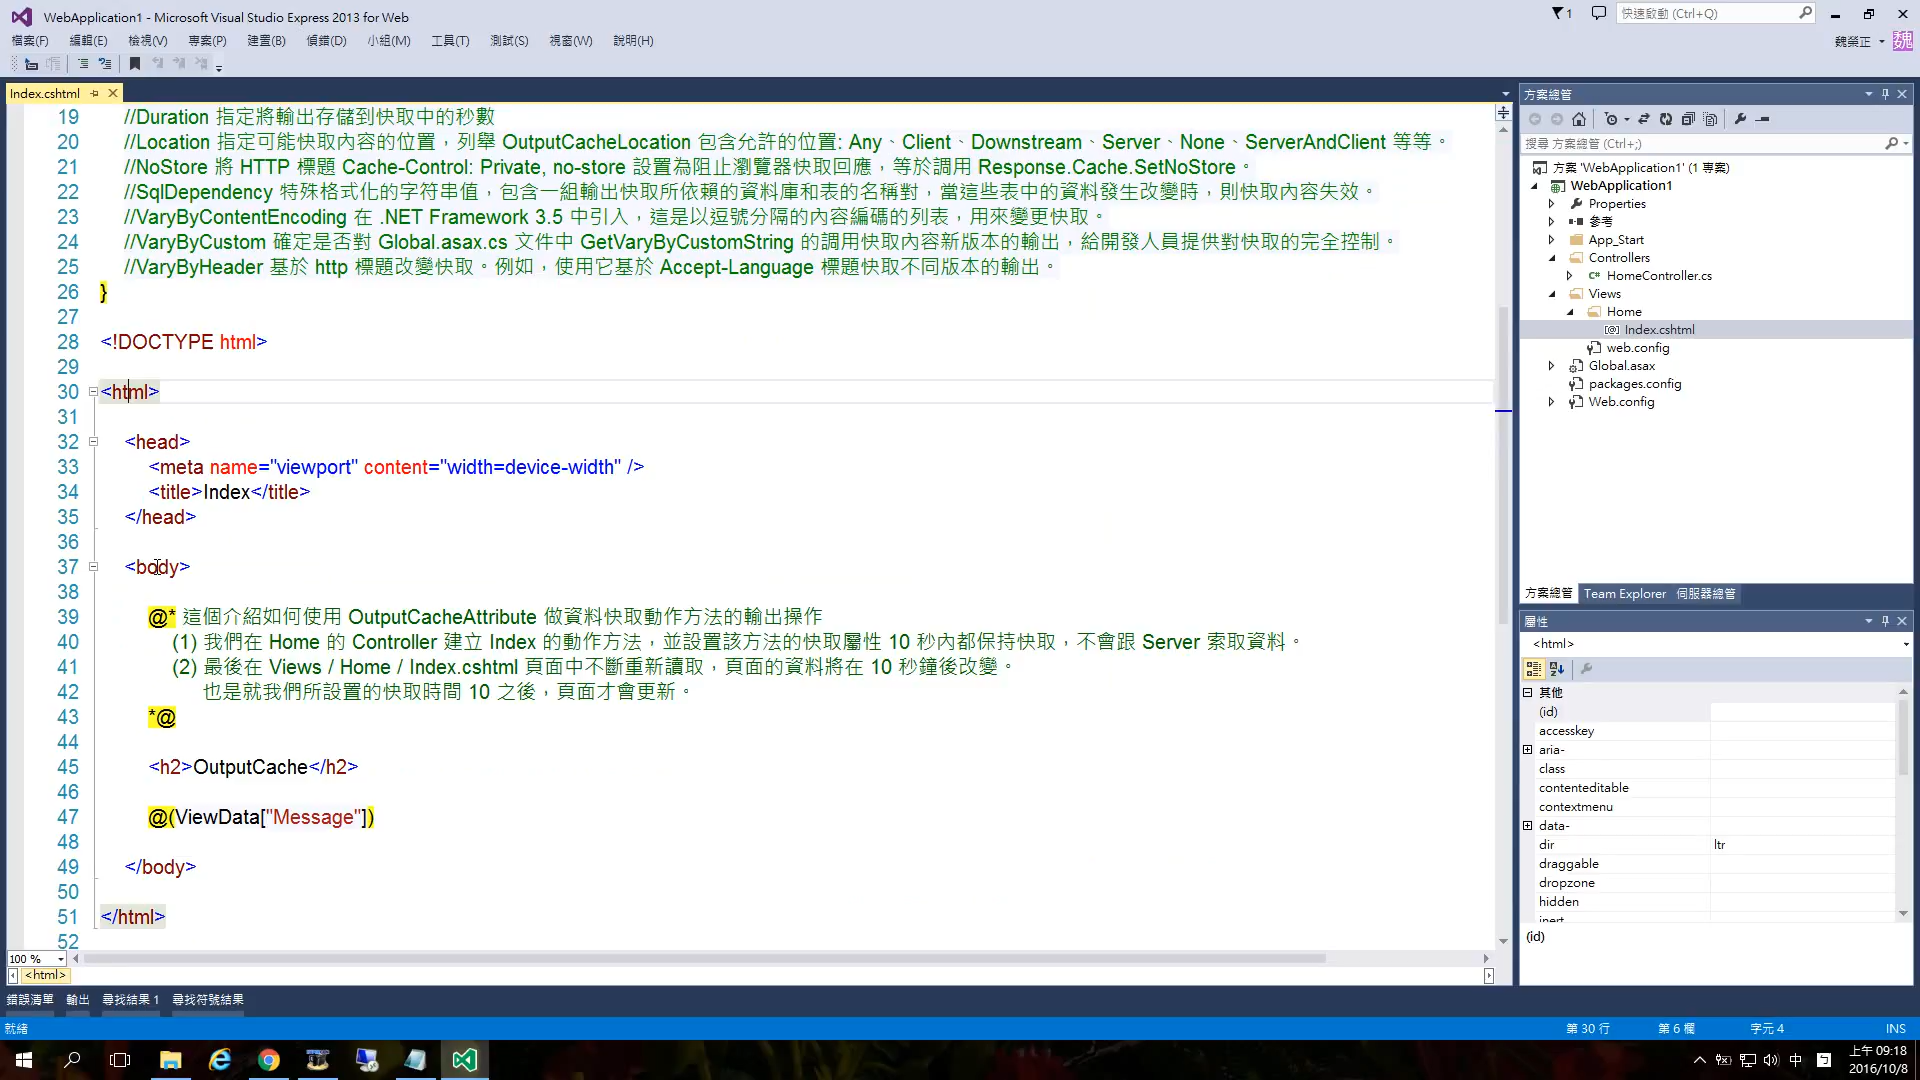 WebApplication1 - Microsoft Visual Studio Express 2013 for Web
1
快速啟動 (Ctrl+Q)
檔案(F) 編輯(E) 檢視(V) 專案(P) 建置(B) 偵錯(D) 小組(M) 工具(T) 測試(S) 視窗(W) 說明(H)
魏榮正
魏
Index.cshtml
19 //Duration 指定將輸出存儲到快取中的秒數
20 //Location 指定可能快取內容的位置，列舉 OutputCacheLocation 包含允許的位置: Any、Client、Downstream、Server、None、ServerAndClient 等等。
21 //NoStore 將 HTTP 標題 Cache-Control: Private, no-store 設置為阻止瀏覽器快取回應，等於調用 Response.Cache.SetNoStore。
22 //SqlDependency 特殊格式化的字符串值，包含一組輸出快取所依賴的資料庫和表的名稱對，當這些表中的資料發生改變時，則快取內容失效。
23 //VaryByContentEncoding 在 .NET Framework 3.5 中引入，這是以逗號分隔的內容編碼的列表，用來變更快取。
24 //VaryByCustom 確定是否對 Global.asax.cs 文件中 GetVaryByCustomString 的調用快取內容新版本的輸出，給開發人員提供對快取的完全控制。
25 //VaryByHeader 基於 http 標題改變快取。例如，使用它基於 Accept-Language 標題快取不同版本的輸出。
26 }
27
28 <!DOCTYPE html>
29
30 <html>
31
32 <head>
33 <meta name="viewport" content="width=device-width" />
34 <title>Index</title>
35 </head>
36
37 <body>
38
39 @* 這個介紹如何使用 OutputCacheAttribute 做資料快取動作方法的輸出操作
40 (1) 我們在 Home 的 Controller 建立 Index 的動作方法，並設置該方法的快取屬性 10 秒內都保持快取，不會跟 Server 索取資料。
41 (2) 最後在 Views / Home / Index.cshtml 頁面中不斷重新讀取，頁面的資料將在 10 秒鐘後改變。
42 也是就我們所設置的快取時間 10 之後，頁面才會更新。
43 *@
44
45 <h2>OutputCache</h2>
46
47 @(ViewData["Message"])
48
49 </body>
50
51 </html>
52
100 %
<html>
方案總管
搜尋 方案總管 (Ctrl+;)
方案 'WebApplication1' (1 專案)
WebApplication1
Properties
參考
App_Start
Controllers
C# HomeController.cs
Views
Home
[@] Index.cshtml
web.config
Global.asax
packages.config
Web.config
方案總管 Team Explorer 伺服器總管
屬性
<html>
其他
(id)
accesskey
aria-
class
contenteditable
contextmenu
data-
dir ltr
draggable
dropzone
hidden
inert
(id)
錯誤清單 輸出 尋找結果 1 尋找符號結果
就緒 第 30 行 第 6 欄 字元 4 INS
中
上午 09:18
2016/10/8